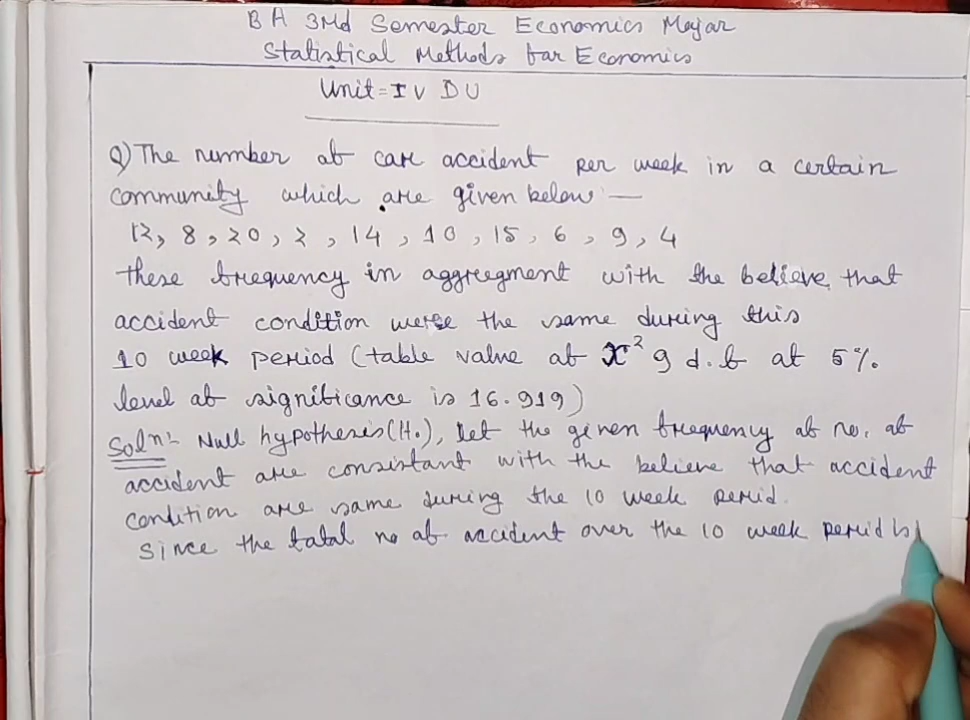 BA 3rd Semester Economics Major
Statistical Methods for Economics
Unit = IV DU
Q) The number of car accident per week in a certain
community which are given below :—
12, 8, 20, 2, 14, 10, 15, 6, 9, 4
these frequency in aggreegment with the believe, that
accident condition were the same during this
10 week period (table value of x² 9 d.f at 5%
level of significance is 16.919)
Soln:- Null hypothesis (H0), let the given frequency of no. of
accident are consistant with the believe that accident
condition are same during the 10 week period.
Since the total no of accident over the 10 week period is